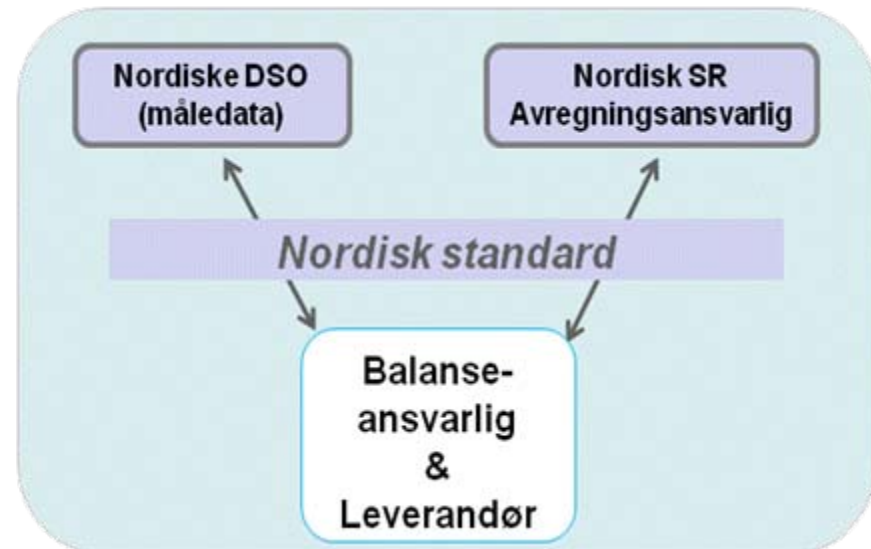 Nordiske DSO
(måledata)
Nordisk SR
Avregningsansvarlig
Nordisk standard
Balanse-
ansvarlig
&
Leverandør